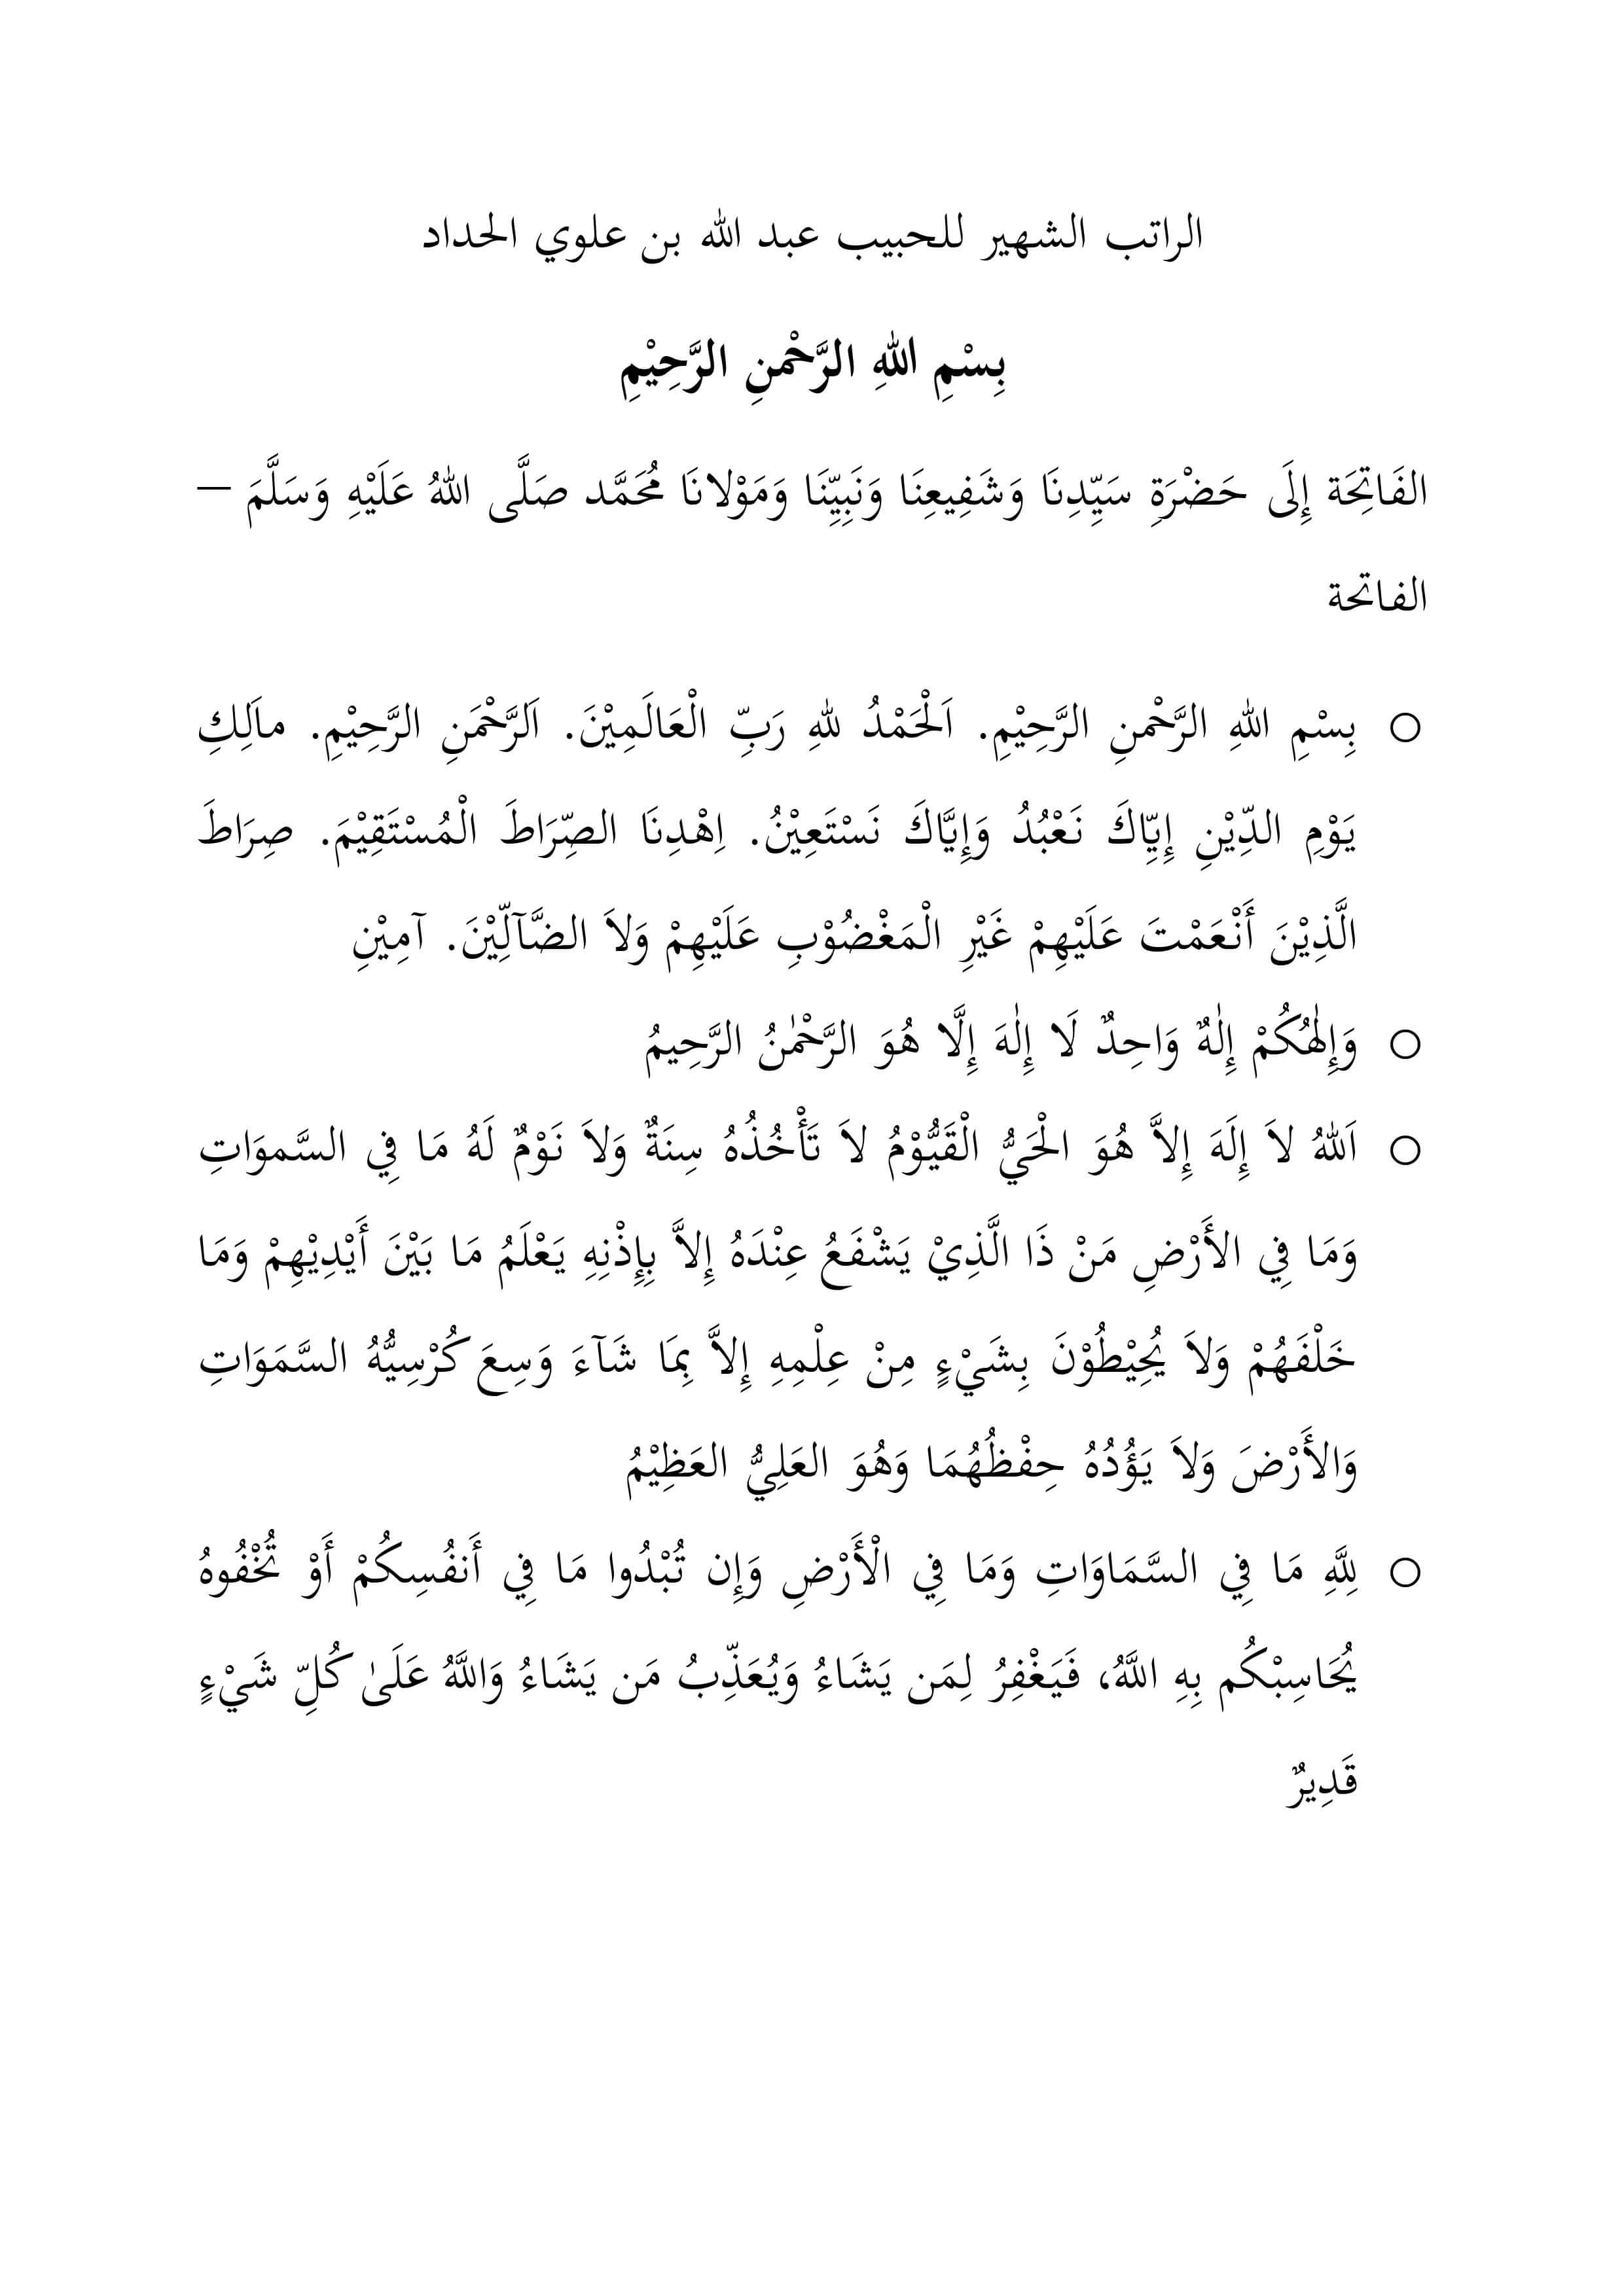 الراتب الشهير للحبيب عبد الله بن علوي الحداد
بِسْمِ اللهِ الرَّحْمنِ الرَّحِيْمِ
الفَاتِحَة إِلَى حَضْرَةِ سَيِّدِنَا وَشَفِيعِنَا وَنَبِيِّنَا وَمَوْلانَا مُحَمَّد صَلَّى اللهُ عَلَيْهِ وَسَلَّمَ –
الفاتحة
○ بِسْمِ اللهِ الرَّحْمنِ الرَّحِيْمِ. اَلْحَمْدُ للهِ رَبِّ الْعَالَمِيْنَ. اَلرَّحْمَنِ الرَّحِيْمِ. ماَلِكِ
يَوْمِ الدِّيْنِ إِيِّاكَ نَعْبُدُ وَإِيَّاكَ نَسْتَعِيْنُ. اِهْدِنَا الصِّرَاطَ الْمُسْتَقِيْمَ. صِرَاطَ
الَّذِيْنَ أَنْعَمْتَ عَلَيْهِمْ غَيْرِ الْمَغْضُوْبِ عَلَيْهِمْ وَلاَ الضَّآلِّيْنَ. آمِيْنِ
○ وَإِلٰهُكُمْ إِلٰهٌ وَاحِدٌ لَا إِلٰهَ إِلَّا هُوَ الرَّحْمٰنُ الرَّحِيمُ
○ اَللهُ لاَ إِلَهَ إِلاَّ هُوَ الْحَيُّ الْقَيُّوْمُ لاَ تَأْخُذُهُ سِنَةٌ وَلاَ نَوْمٌ لَهُ مَا فِي السَّموَاتِ
وَمَا فِي الأَرْضِ مَنْ ذَا الَّذِيْ يَشْفَعُ عِنْدَهُ إِلاَّ بِإِذْنِهِ يَعْلَمُ مَا بَيْنَ أَيْدِيْهِمْ وَمَا
خَلْفَهُمْ وَلاَ يُحِيْطُوْنَ بِشَيْءٍ مِنْ عِلْمِهِ إِلاَّ بِمَا شَآءَ وَسِعَ كُرْسِيُّهُ السَّمَوَاتِ
وَالأَرْضَ وَلاَ يَؤُدُهُ حِفْظُهُمَا وَهُوَ العَلِيُّ العَظِيْمُ
○ لِلَّهِ مَا فِي السَّمَاوَاتِ وَمَا فِي الْأَرْضِ وَإِن تُبْدُوا مَا فِي أَنفُسِكُمْ أَوْ تُخْفُوهُ
يُحَاسِبْكُم بِهِ اللَّهُ، فَيَغْفِرُ لِمَن يَشَاءُ وَيُعَذِّبُ مَن يَشَاءُ وَاللَّهُ عَلَىٰ كُلِّ شَيْءٍ
قَدِيرٌ